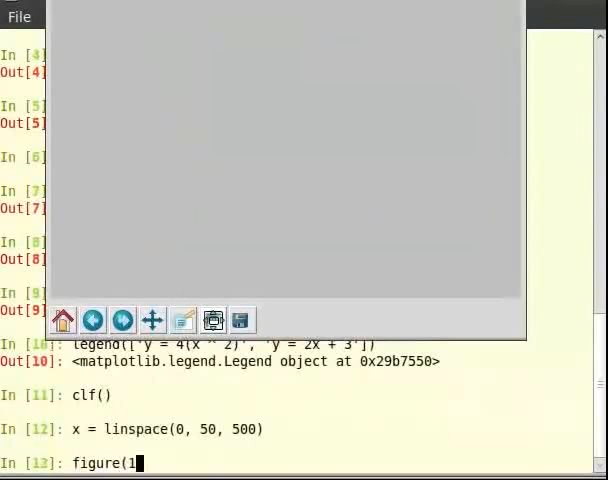 File
In [4]
Out[4]
In [5]
Out[5]
In [6]
In [7]
Out[7]
In [8]
Out[8]
In [9]
Out[9]
In [10]: legend(['y = 4(x ^ 2)', 'y = 2x + 3'])
Out[10]: <matplotlib.legend.Legend object at 0x29b7550>
In [11]: clf()
In [12]: x = linspace(0, 50, 500)
In [13]: figure(1